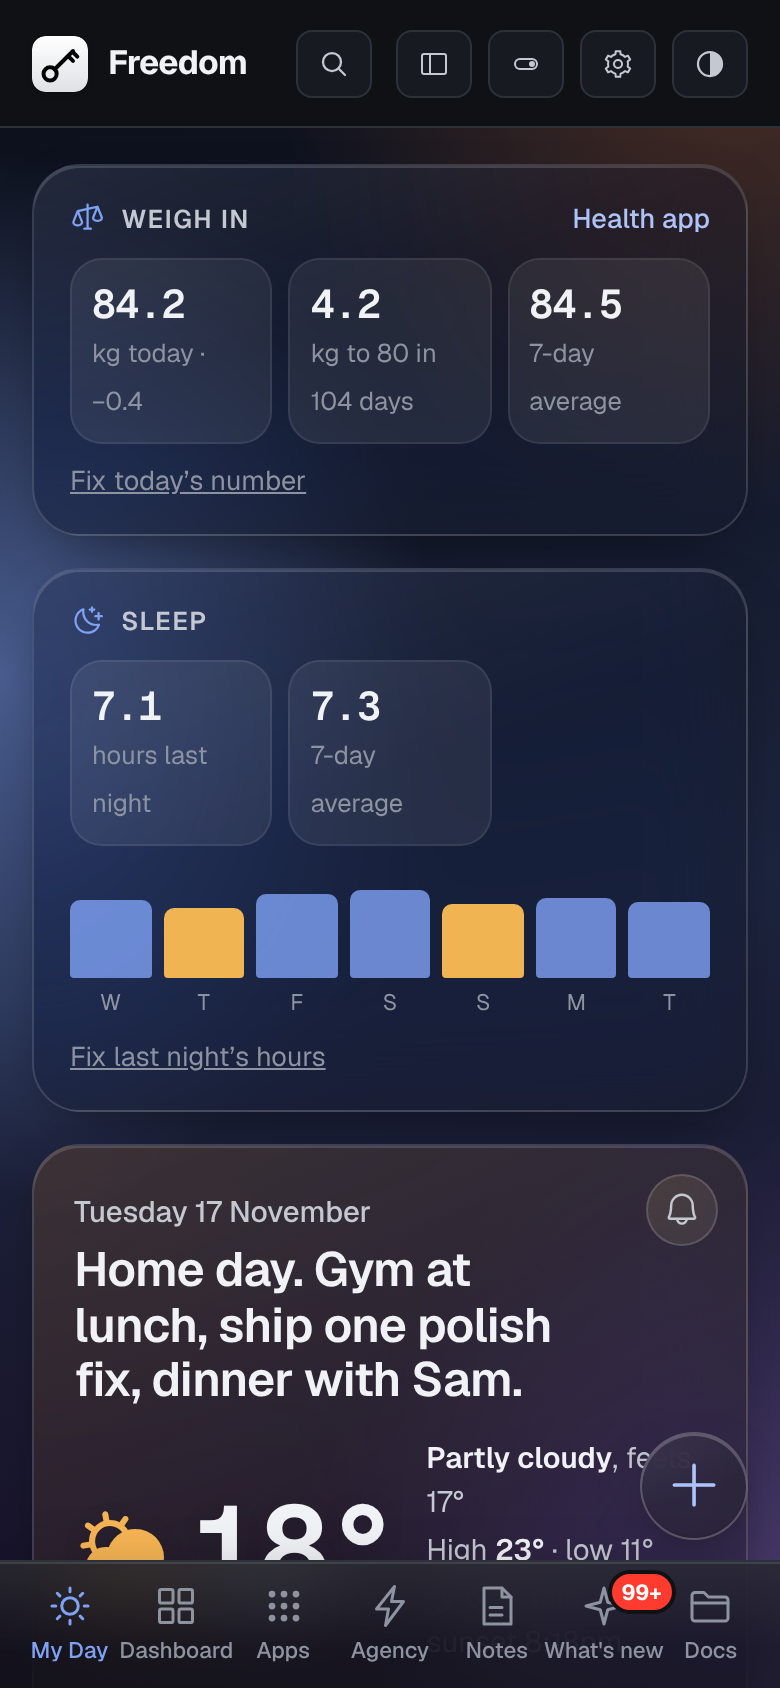 Freedom
WEIGH IN
Health app
84.2
kg today ·
−0.4
4.2
kg to 80 in
104 days
84.5
7-day
average
Fix today’s number
SLEEP
7.1
hours last
night
7.3
7-day
average
W T F S S M T
Fix last night’s hours
Tuesday 17 November
Home day. Gym at
lunch, ship one polish
fix, dinner with Sam.
18°
Partly cloudy, feels
17°
High 23° · low 11°
99+
My Day Dashboard Apps Agency Notes What's new Docs